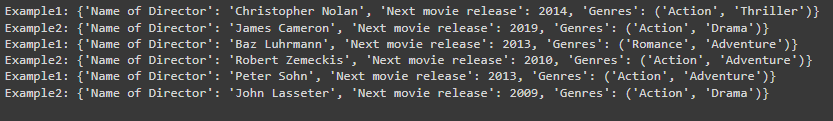 Example1: {'Name of Director': 'Christopher Nolan', 'Next movie release': 2014, 'Genres': ('Action', 'Thriller')}
Example2: {'Name of Director': 'James Cameron', 'Next movie release': 2019, 'Genres': ('Action', 'Drama')}
Example1: {'Name of Director': 'Baz Luhrmann', 'Next movie release': 2013, 'Genres': ('Romance', 'Adventure')}
Example2: {'Name of Director': 'Robert Zemeckis', 'Next movie release': 2010, 'Genres': ('Action', 'Adventure')}
Example1: {'Name of Director': 'Peter Sohn', 'Next movie release': 2013, 'Genres': ('Action', 'Adventure')}
Example2: {'Name of Director': 'John Lasseter', 'Next movie release': 2009, 'Genres': ('Action', 'Drama')}